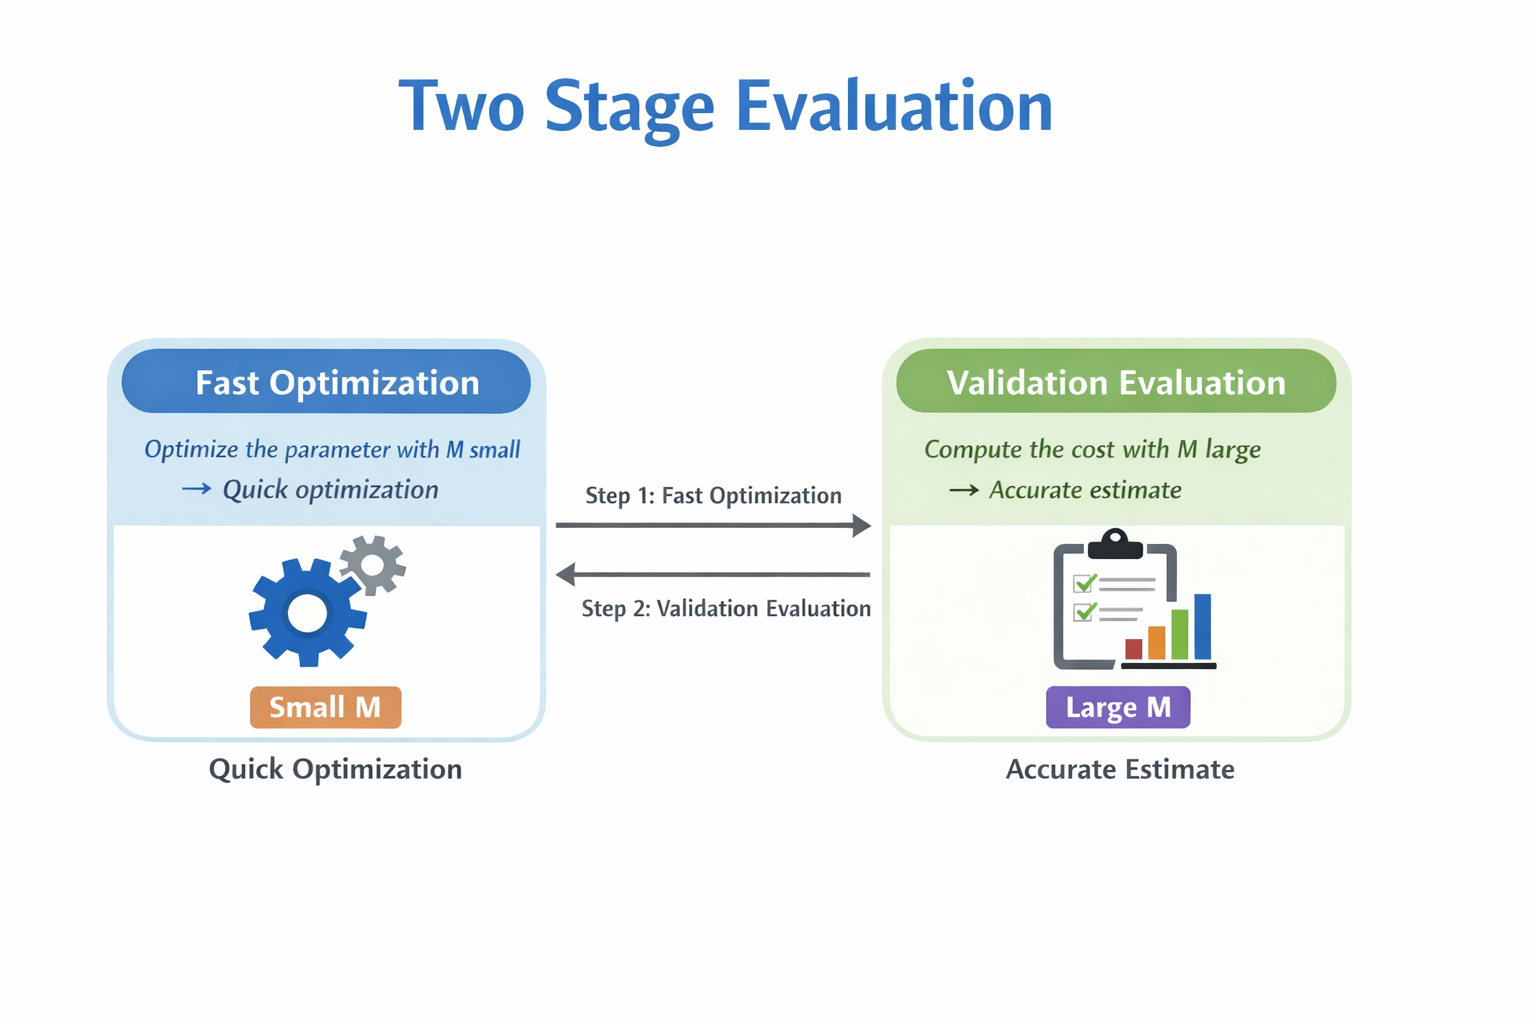 Two Stage Evaluation
Fast Optimization
Optimize the parameter with M small
→ Quick optimization
Small M
Quick Optimization
Step 1: Fast Optimization
Step 2: Validation Evaluation
Validation Evaluation
Compute the cost with M large
→ Accurate estimate
Large M
Accurate Estimate